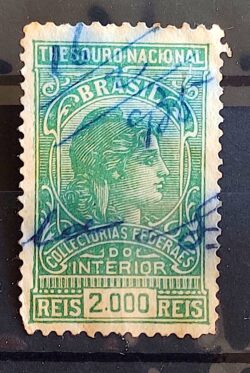 THESOURO NACIONAL
BRASIL
COLLECTORIAS FEDERAES
DO
INTERIOR
REIS 2.000 REIS